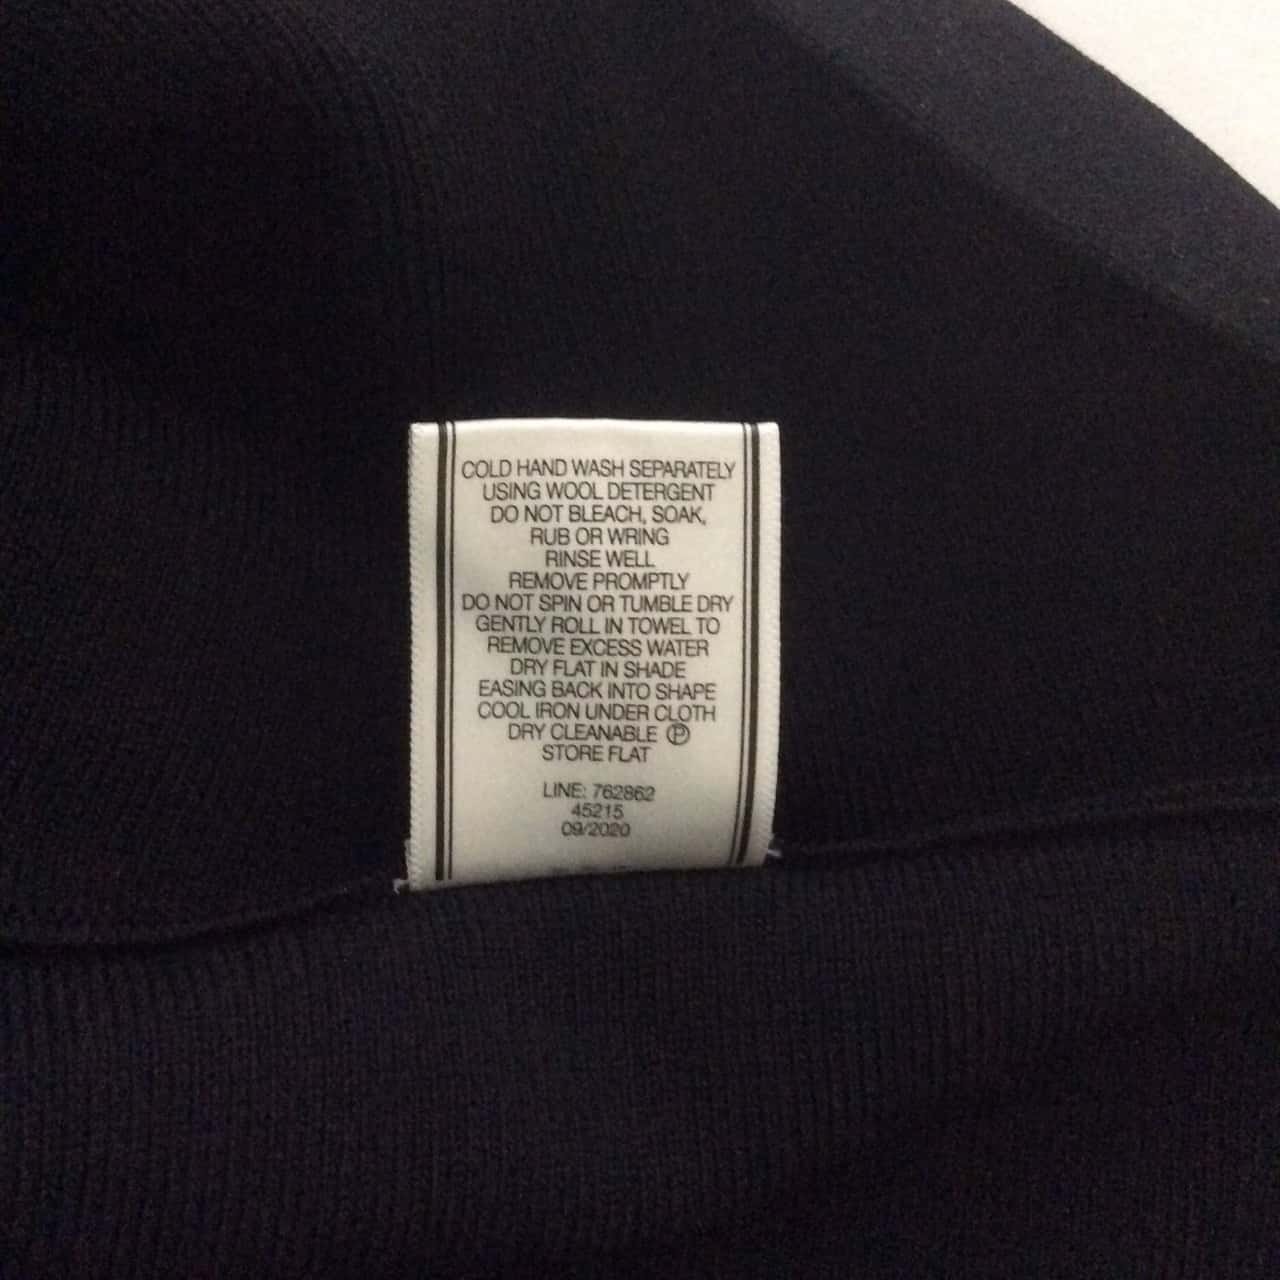 COLD HAND WASH SEPARATELY
USING WOOL DETERGENT
DO NOT BLEACH, SOAK,
RUB OR WRING
RINSE WELL
REMOVE PROMPTLY
DO NOT SPIN OR TUMBLE DRY
GENTLY ROLL IN TOWEL TO
REMOVE EXCESS WATER
DRY FLAT IN SHADE
EASING BACK INTO SHAPE
COOL IRON UNDER CLOTH
DRY CLEANABLE Ⓟ
STORE FLAT
LINE: 762862
45215
09/2020